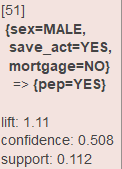 [51]
{sex=MALE,
save_act=YES,
mortgage=NO}
=> {pep=YES}
lift: 1.11
confidence: 0.508
support: 0.112